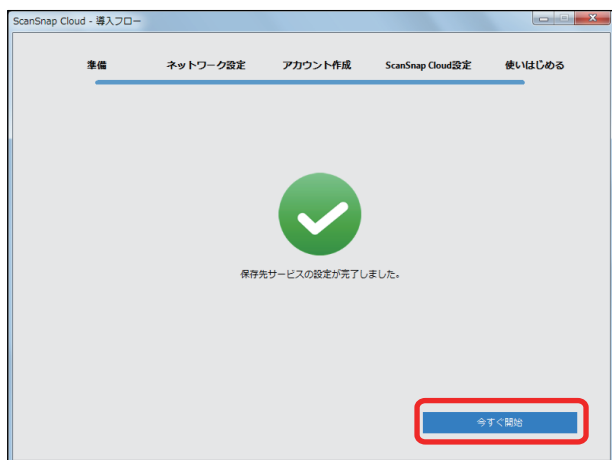 ScanSnap Cloud - 導入フロー
準備 ネットワーク設定 アカウント作成 ScanSnap Cloud設定 使いはじめる
保存先サービスの設定が完了しました。
今すぐ開始